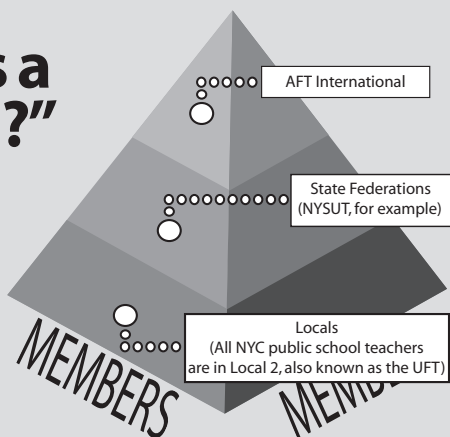 s a
?”
AFT International
State Federations
(NYSUT, for example)
Locals
(All NYC public school teachers
are in Local 2, also known as the UFT)
MEMBERS